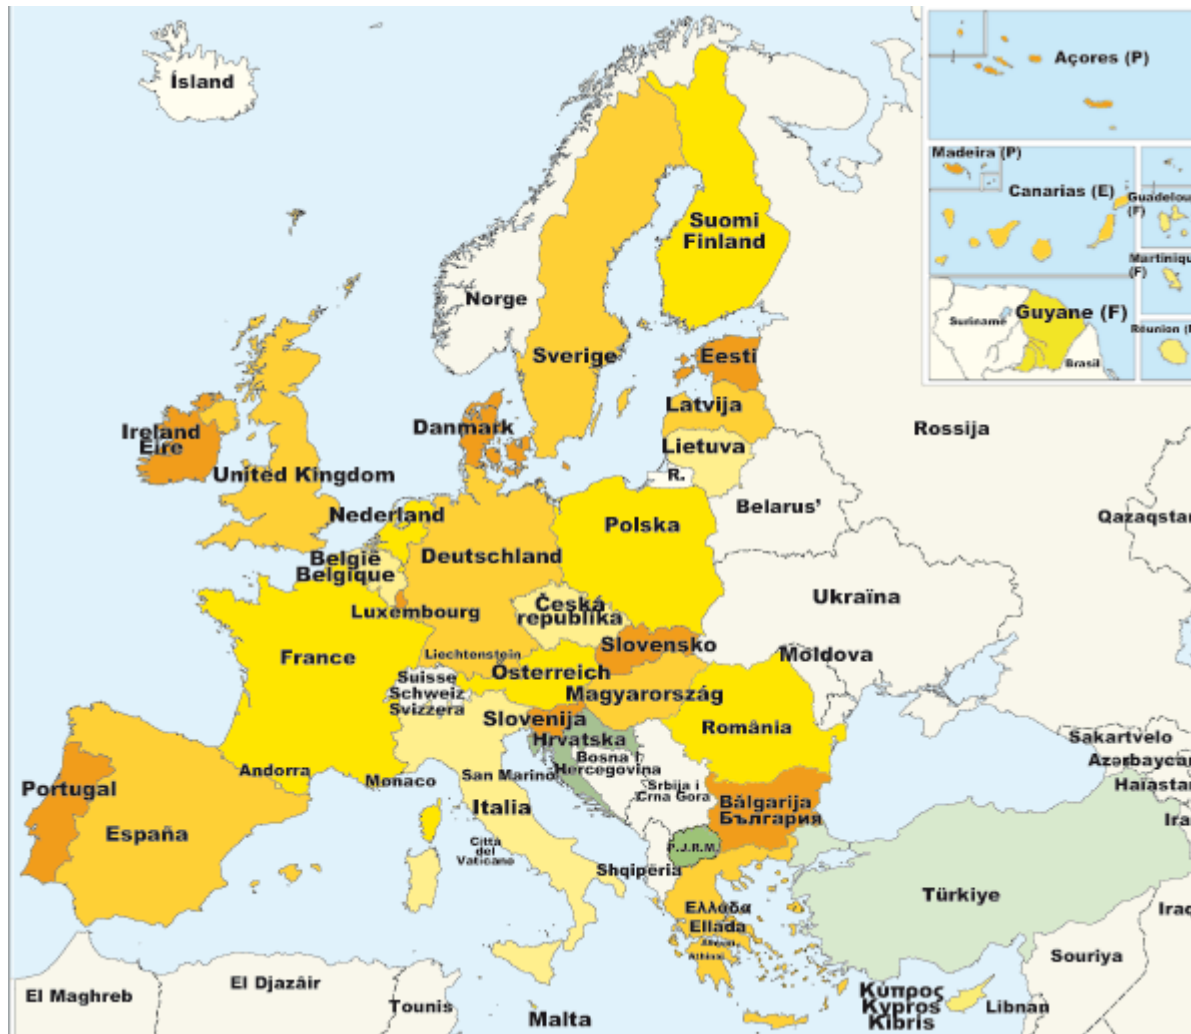 Ísland
Açores (P)
Madeira (P)
Canarias (E)
(F)
Martinique
(F)
Suriname
Guyane (F)
Brasil
Suomi
Finland
Norge
Sverige
Eesti
Latvija
Lietuva
R.
Rossija
Danmark
Ireland
Eire
United Kingdom
Nederland
België
Belgique
Deutschland
Polska
Belarus'
Qazaqstan
Luxembourg
Česká
republika
Ukraïna
France
Liechtenstein
Slovensko
Moldova
Suisse
Schweiz
Svizzera
Österreich
Magyarország
Slovenija
Hrvatska
România
Bosna i
Hercegovina
Sakartvelo
Azərbaycan
Haïastan
Andorra
Monaco
San Marino
Srbija i
Crna Gora
Portugal
España
Italia
Bălgarija
България
Città
del
Vaticano
P.J.R.M.
Shqipëria
Türkiye
Ελλάδα
Ellada
Iraq
Souriya
El Maghreb
El Djazâir
Tounis
Malta
Κύπρος
Kypros
Kibris
Libnan